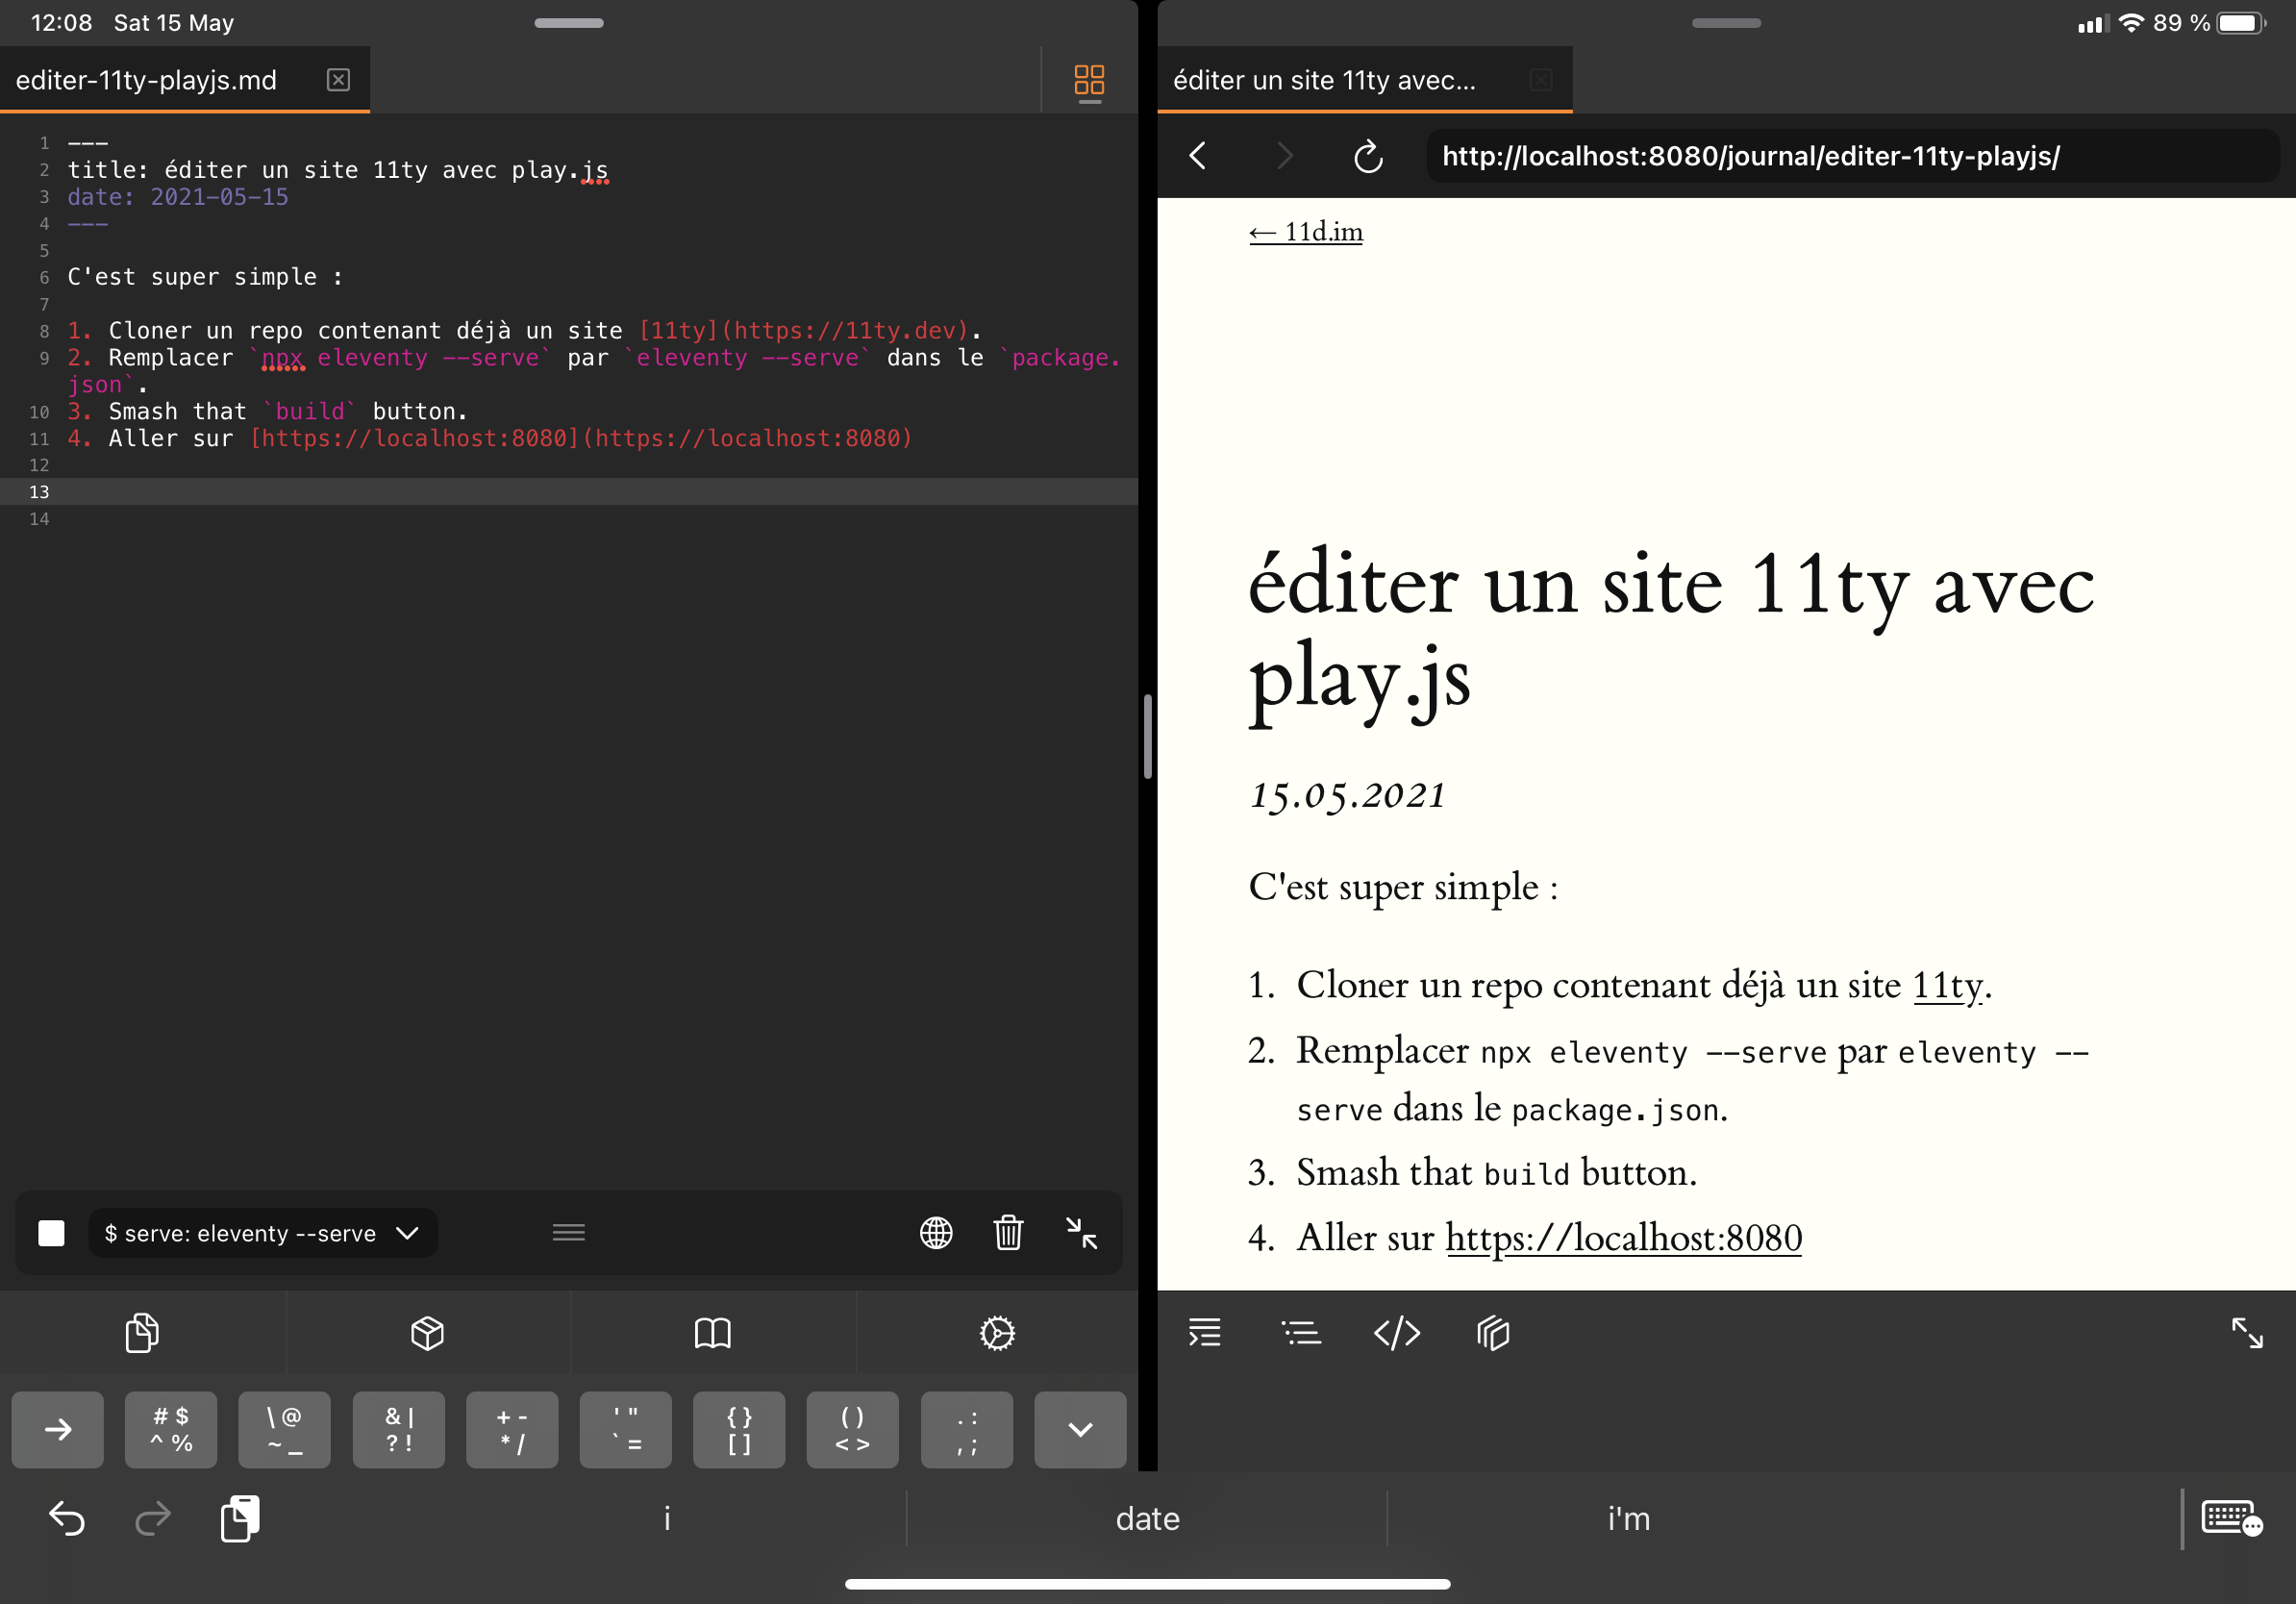 12:08 Sat 15 May
89 %
editer-11ty-playjs.md
1 ---
2 title: éditer un site 11ty avec play.js
3 date: 2021-05-15
4 ---
5
6 C'est super simple :
7
8 1. Cloner un repo contenant déjà un site [11ty](https://11ty.dev).
9 2. Remplacer `npx eleventy --serve` par `eleventy --serve` dans le `package.
json`.
10 3. Smash that `build` button.
11 4. Aller sur [https://localhost:8080](https://localhost:8080)
12
13
14
$ serve: eleventy --serve
# $ \ @ & | + - ' " { } ( ) . :
^ % ~ _ ? ! * / ` = [ ] < > , ;
éditer un site 11ty avec...
http://localhost:8080/journal/editer-11ty-playjs/
← 11d.im
éditer un site 11ty avec
play.js
15.05.2021
C'est super simple :
1. Cloner un repo contenant déjà un site 11ty.
2. Remplacer npx eleventy --serve par eleventy --
serve dans le package.json.
3. Smash that build button.
4. Aller sur https://localhost:8080
</>
i date i'm